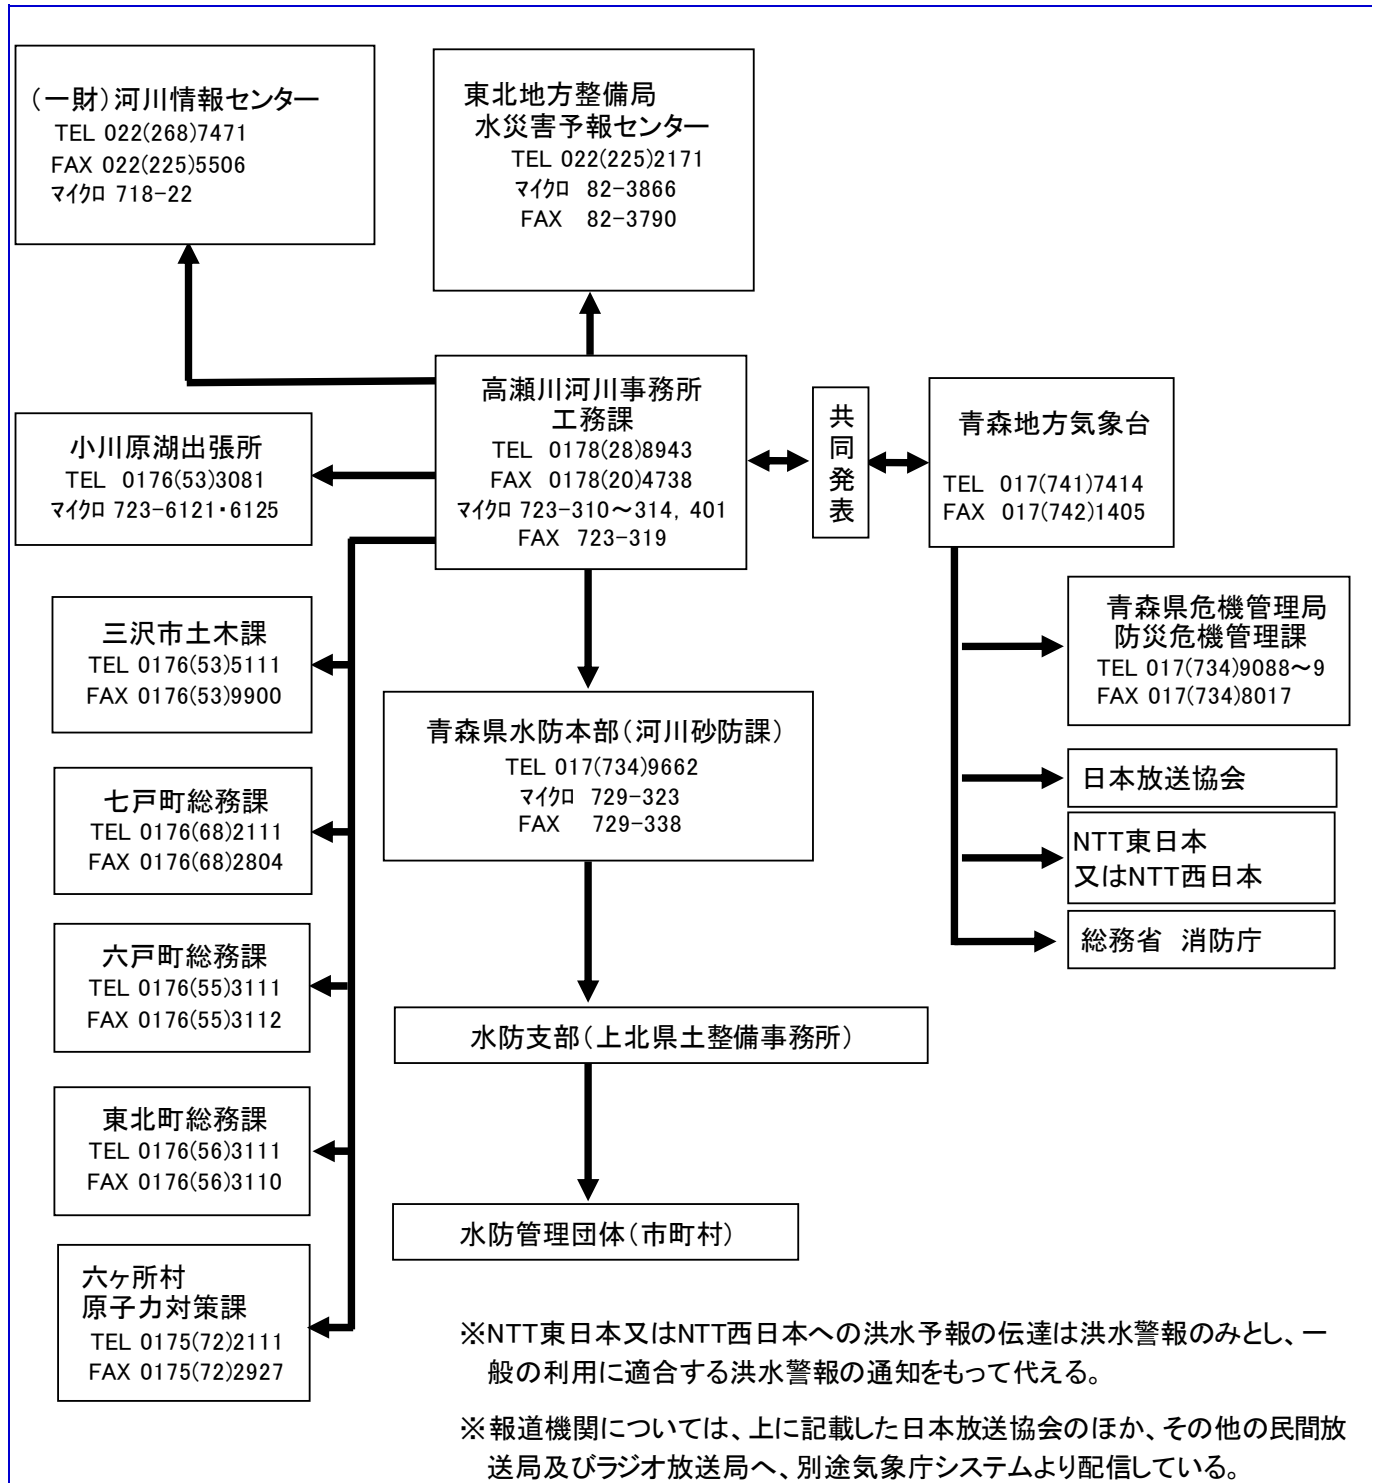 (一財)河川情報センター
TEL 022(268)7471
FAX 022(225)5506
ﾏｲｸﾛ 718-22
東北地方整備局
水災害予報センター
TEL 022(225)2171
ﾏｲｸﾛ 82-3866
FAX 82-3790
高瀬川河川事務所
工務課
TEL 0178(28)8943
FAX 0178(20)4738
ﾏｲｸﾛ 723-310～314, 401
FAX 723-319
共同発表
青森地方気象台
TEL 017(741)7414
FAX 017(742)1405
小川原湖出張所
TEL 0176(53)3081
ﾏｲｸﾛ 723-6121・6125
三沢市土木課
TEL 0176(53)5111
FAX 0176(53)9900
七戸町総務課
TEL 0176(68)2111
FAX 0176(68)2804
六戸町総務課
TEL 0176(55)3111
FAX 0176(55)3112
東北町総務課
TEL 0176(56)3111
FAX 0176(56)3110
六ヶ所村
原子力対策課
TEL 0175(72)2111
FAX 0175(72)2927
青森県水防本部(河川砂防課)
TEL 017(734)9662
ﾏｲｸﾛ 729-323
FAX 729-338
水防支部(上北県土整備事務所)
水防管理団体(市町村)
青森県危機管理局
防災危機管理課
TEL 017(734)9088～9
FAX 017(734)8017
日本放送協会
NTT東日本
又はNTT西日本
総務省 消防庁
※NTT東日本又はNTT西日本への洪水予報の伝達は洪水警報のみとし、一
般の利用に適合する洪水警報の通知をもって代える。
※報道機関については、上に記載した日本放送協会のほか、その他の民間放
送局及びラジオ放送局へ、別途気象庁システムより配信している。